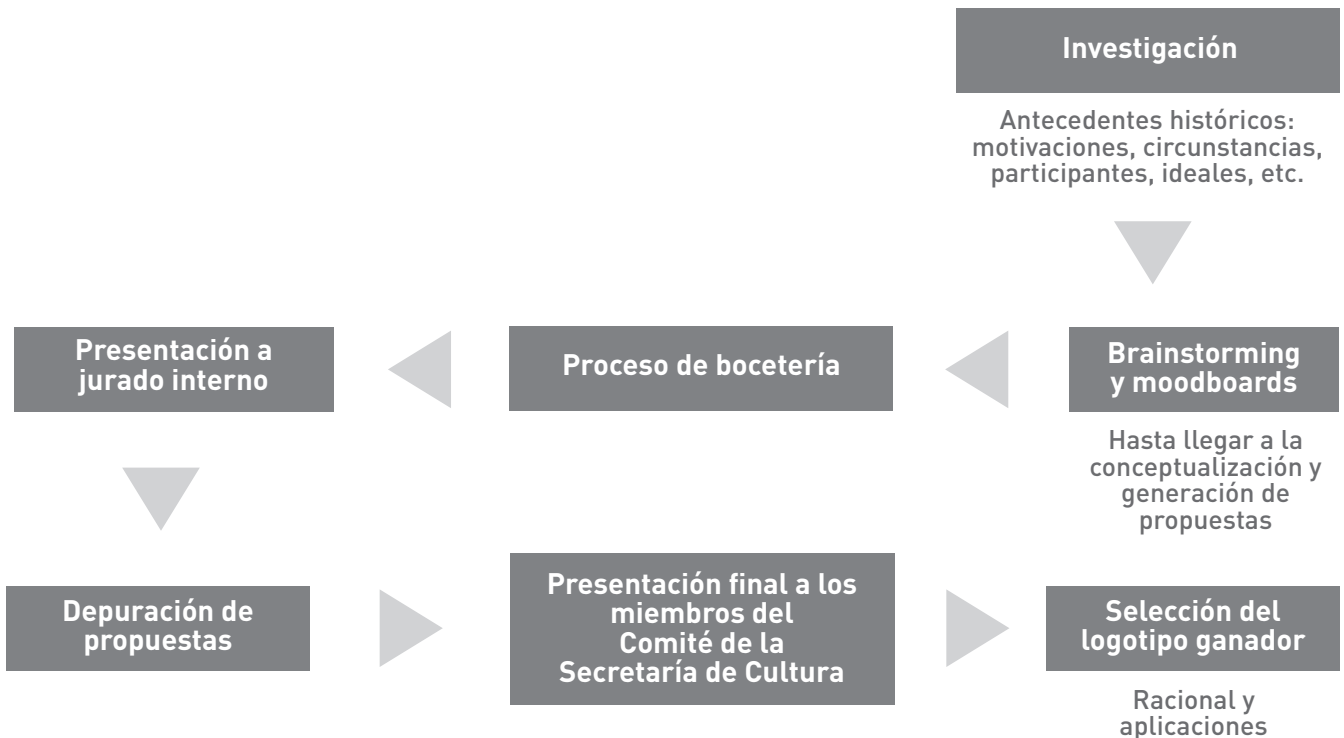 Investigación
Antecedentes históricos:
motivaciones, circunstancias,
participantes, ideales, etc.
Brainstorming
y moodboards
Hasta llegar a la
conceptualización y
generación de
propuestas
Proceso de bocetería
Presentación a
jurado interno
Depuración de
propuestas
Presentación final a los
miembros del
Comité de la
Secretaría de Cultura
Selección del
logotipo ganador
Racional y
aplicaciones